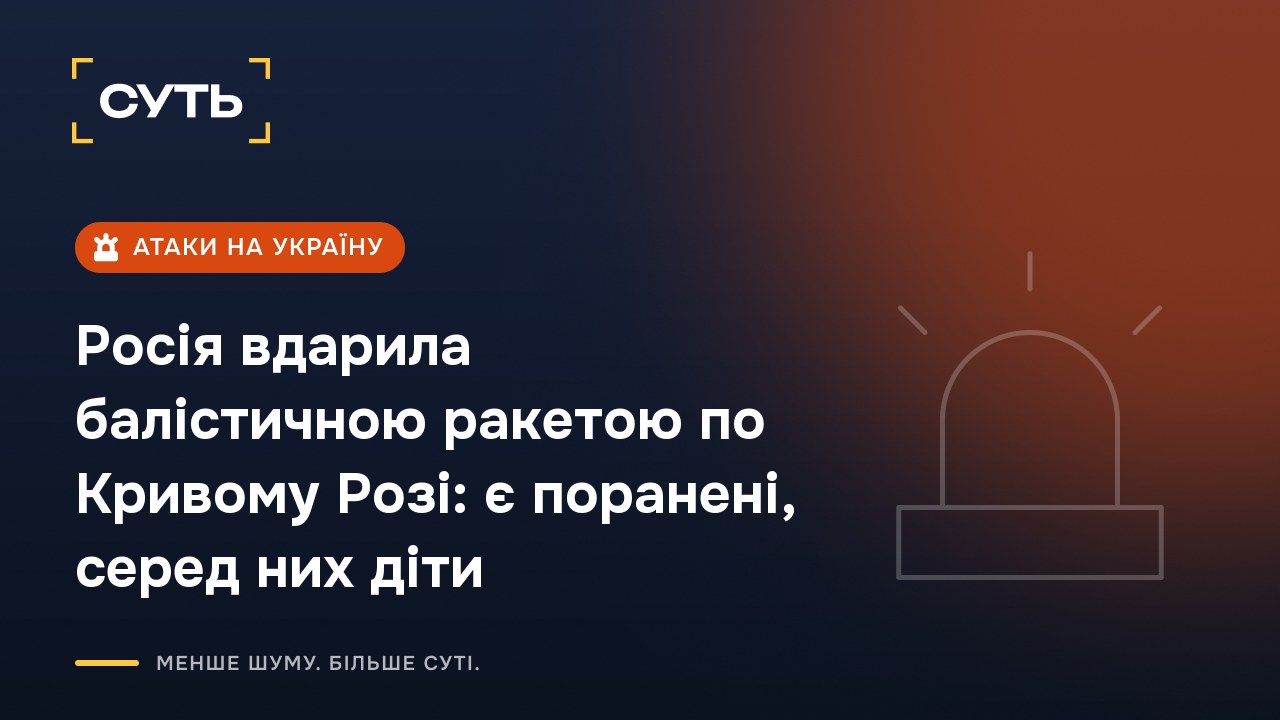 СУТЬ
АТАКИ НА УКРАЇНУ
Росія вдарила
балістичною ракетою по
Кривому Розі: є поранені,
серед них діти
МЕНШЕ ШУМУ. БІЛЬШЕ СУТІ.